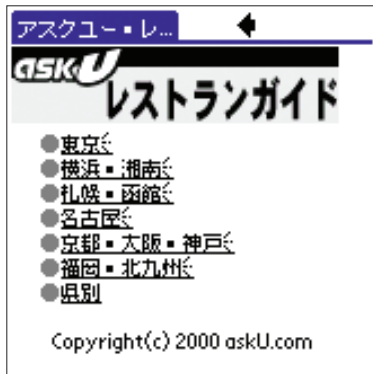 アスクユー・レ...
askU
レストランガイド
東京
横浜・湘南
札幌・函館
名古屋
京都・大阪・神戸
福岡・北九州
県別
Copyright(c) 2000 askU.com